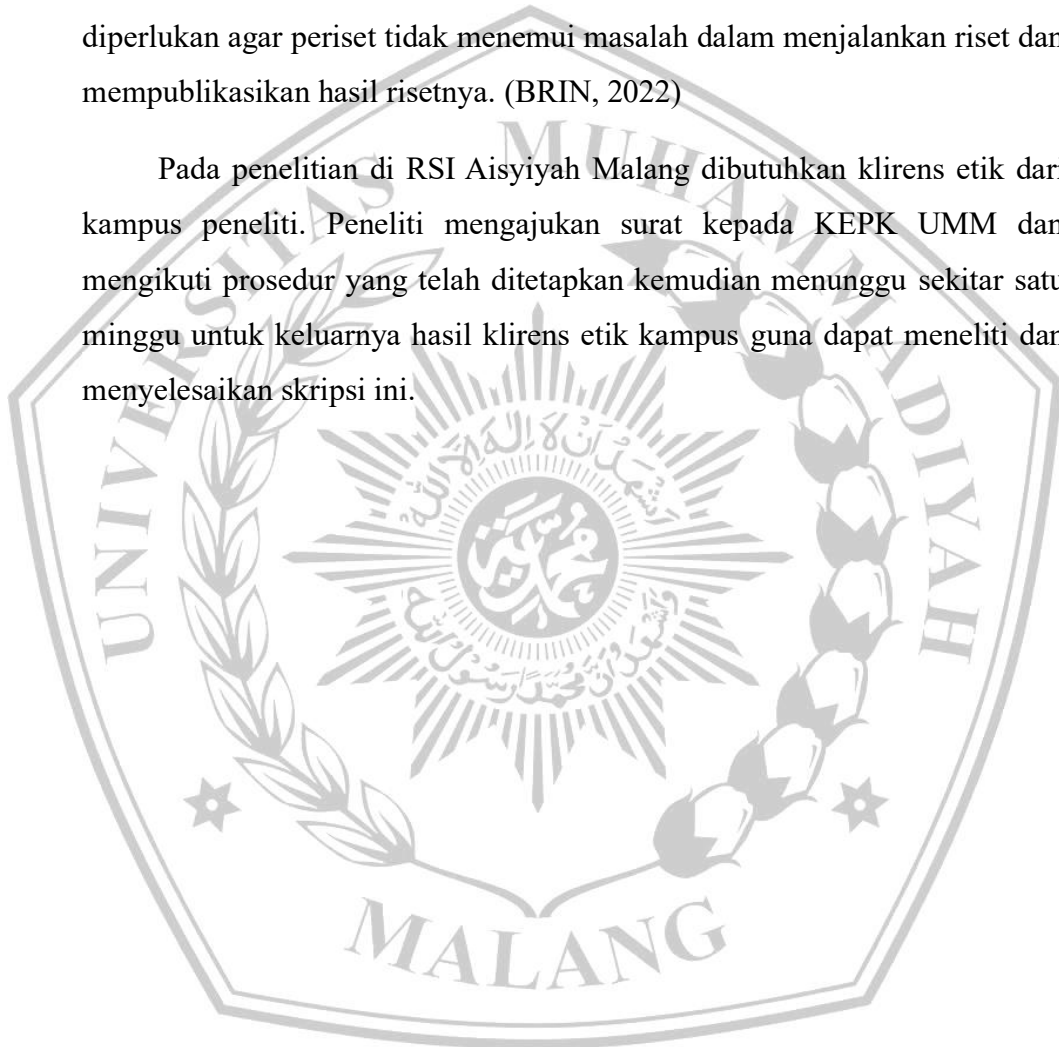 diperlukan agar periset tidak menemui masalah dalam menjalankan riset dan
mempublikasikan hasil risetnya. (BRIN, 2022)
Pada penelitian di RSI Aisyiyah Malang dibutuhkan klirens etik dari
kampus peneliti. Peneliti mengajukan surat kepada KEPK UMM dan
mengikuti prosedur yang telah ditetapkan kemudian menunggu sekitar satu
minggu untuk keluarnya hasil klirens etik kampus guna dapat meneliti dan
menyelesaikan skripsi ini.
UNIVERSITAS MUHAMMADIYAH
MALANG